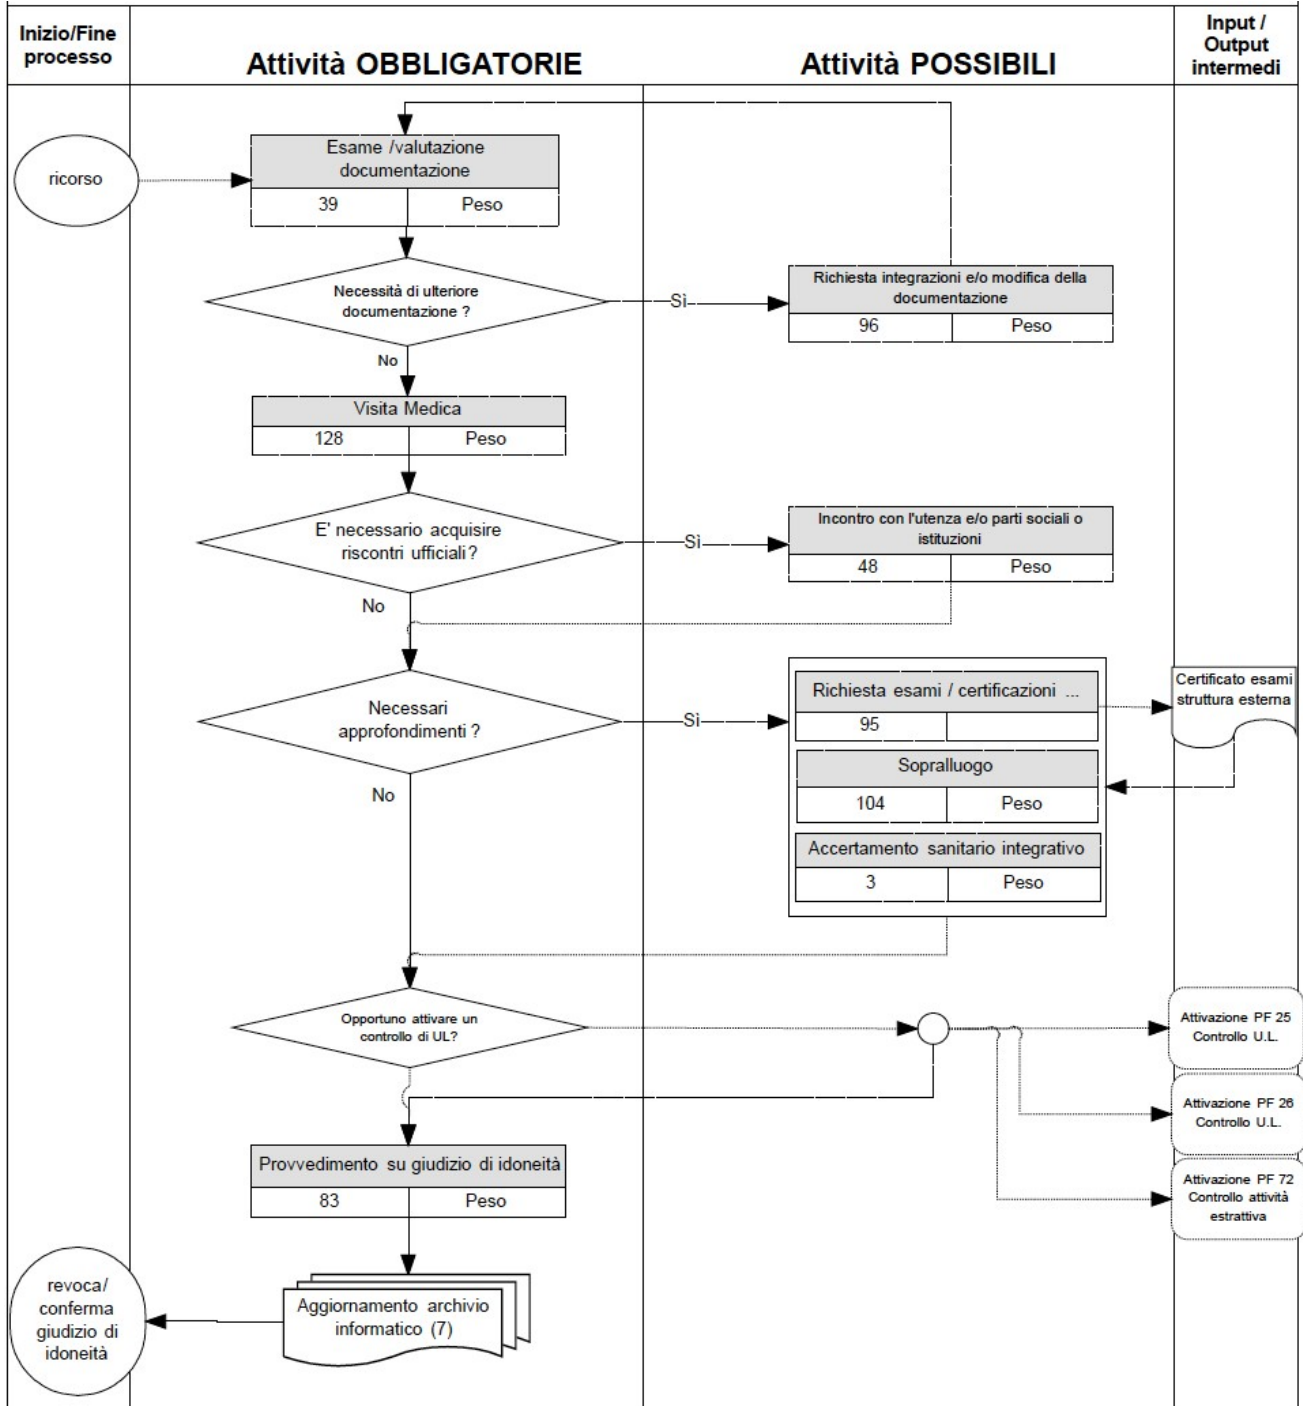 Inizio/Fine
processo
Attività OBBLIGATORIE
Attività POSSIBILI
Input /
Output
intermedi
ricorso
Esame /valutazione
documentazione
39 Peso
Necessità di ulteriore
documentazione ?
Sì
Richiesta integrazioni e/o modifica della
documentazione
96 Peso
No
Visita Medica
128 Peso
E' necessario acquisire
riscontri ufficiali?
Sì
Incontro con l'utenza e/o parti sociali o
istituzioni
48 Peso
No
Necessari
approfondimenti ?
Sì
Richiesta esami / certificazioni ...
95
Certificato esami
struttura esterna
Sopralluogo
104 Peso
Accertamento sanitario integrativo
3 Peso
No
Opportuno attivare un
controllo di UL?
Attivazione PF 25
Controllo U.L.
Attivazione PF 26
Controllo U.L.
Attivazione PF 72
Controllo attività
estrattiva
Provvedimento su giudizio di idoneità
83 Peso
Aggiornamento archivio
informatico (7)
revoca/
conferma
giudizio di
idoneità